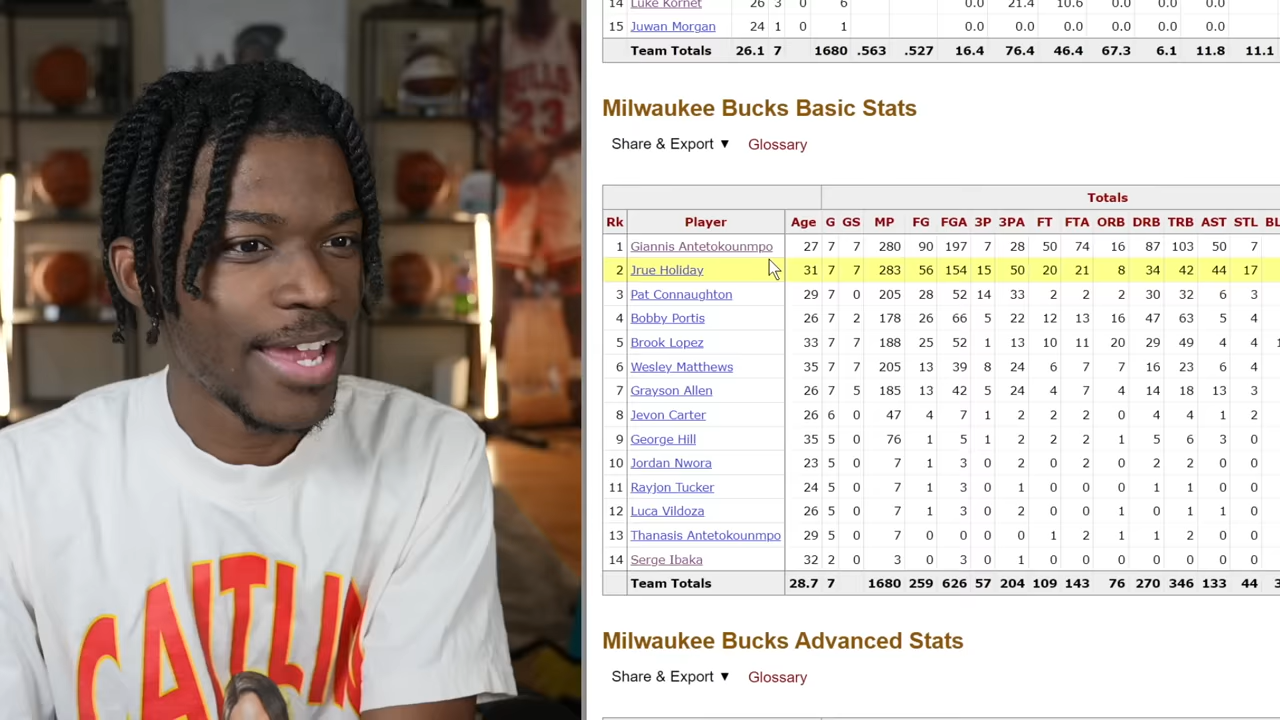 14 Luke Kornet 26 3 0 6 0.0 21.4 10.6 0.0 0.0 0.0
15 Juwan Morgan 24 1 0 1 0.0 0.0 0.0 0.0 0.0 0.0
Team Totals 26.1 7 1680 .563 .527 16.4 76.4 46.4 67.3 6.1 11.8 11.1
Milwaukee Bucks Basic Stats
Share & Export ▼ Glossary
Totals
Rk Player Age G GS MP FG FGA 3P 3PA FT FTA ORB DRB TRB AST STL
1 Giannis Antetokounmpo 27 7 7 280 90 197 7 28 50 74 16 87 103 50 7
2 Jrue Holiday 31 7 7 283 56 154 15 50 20 21 8 34 42 44 17
3 Pat Connaughton 29 7 0 205 28 52 14 33 2 2 2 30 32 6 3
4 Bobby Portis 26 7 2 178 26 66 5 22 12 13 16 47 63 5 4
5 Brook Lopez 33 7 7 188 25 52 1 13 10 11 20 29 49 4 4
6 Wesley Matthews 35 7 7 205 13 39 8 24 6 7 7 16 23 6 4
7 Grayson Allen 26 7 5 185 13 42 5 24 4 7 4 14 18 13 3
8 Jevon Carter 26 6 0 47 4 7 1 2 2 2 0 4 4 1 2
9 George Hill 35 5 0 76 1 5 1 2 2 2 1 5 6 3 0
10 Jordan Nwora 23 5 0 7 1 3 0 2 0 2 0 2 2 0 0
11 Rayjon Tucker 24 5 0 7 1 3 0 1 0 0 0 1 1 0 0
12 Luca Vildoza 26 5 0 7 1 3 0 2 0 0 1 0 1 1 0
13 Thanasis Antetokounmpo 29 5 0 7 0 0 0 0 1 2 1 1 2 0 0
14 Serge Ibaka 32 2 0 3 0 3 0 1 0 0 0 0 0 0 0
Team Totals 28.7 7 1680 259 626 57 204 109 143 76 270 346 133 44
Milwaukee Bucks Advanced Stats
Share & Export ▼ Glossary
CAITLIN
23